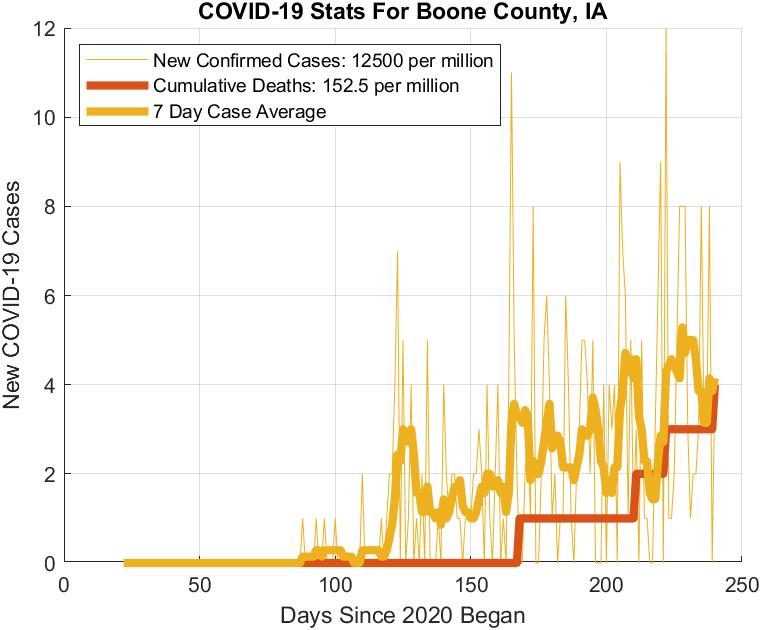 COVID-19 Stats For Boone County, IA
12
10
8
6
4
2
0
New COVID-19 Cases
New Confirmed Cases: 12500 per million
Cumulative Deaths: 152.5 per million
7 Day Case Average
0 50 100 150 200 250
Days Since 2020 Began